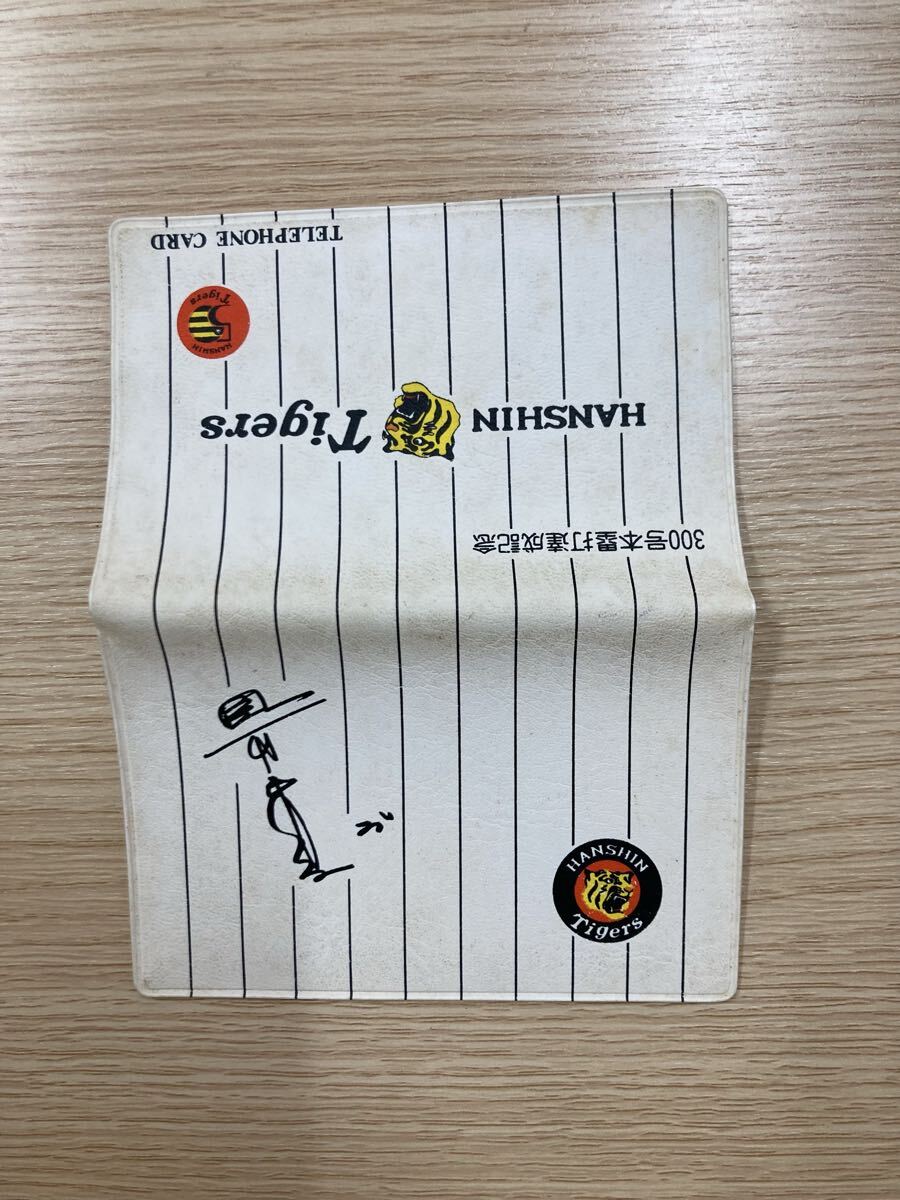 300号本塁打達成記念
HANSHIN Tigers
HANSHIN
Tigers
TELEPHONE CARD
HANSHIN
Tigers